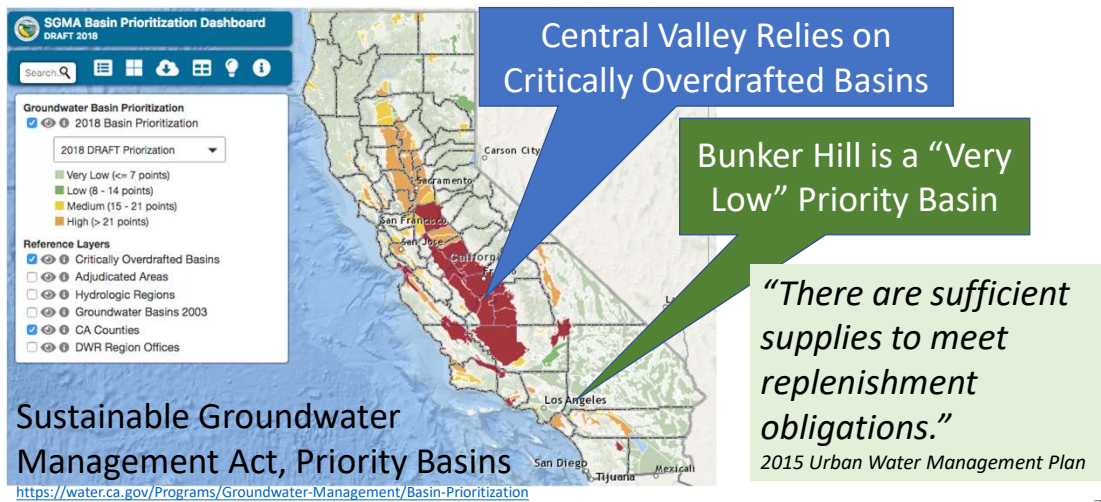 SGMA Basin Prioritization Dashboard
DRAFT 2018
Search
Groundwater Basin Prioritization
2018 Basin Prioritization
2018 DRAFT Priorization
Very Low (<= 7 points)
Low (8 - 14 points)
Medium (15 - 21 points)
High (> 21 points)
Reference Layers
Critically Overdrafted Basins
Adjudicated Areas
Hydrologic Regions
Groundwater Basins 2003
CA Counties
DWR Region Offices
Central Valley Relies on
Critically Overdrafted Basins
Carson City
Sacramento
San Francisco
San Jose
Los Angeles
San Diego
Tijuana
Mexicali
Bunker Hill is a “Very
Low” Priority Basin
“There are sufficient
supplies to meet
replenishment
obligations.”
2015 Urban Water Management Plan
Sustainable Groundwater
Management Act, Priority Basins
https://water.ca.gov/Programs/Groundwater-Management/Basin-Prioritization